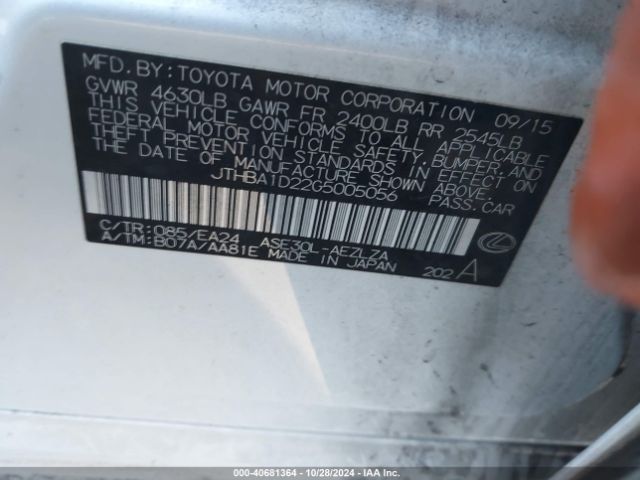 MFD. BY: TOYOTA MOTOR CORPORATION 09/15
GVWR 4630LB GAWR FR 2400LB RR 2545LB
THIS VEHICLE CONFORMS TO ALL APPLICABLE
FEDERAL MOTOR VEHICLE SAFETY, BUMPER, AND
THEFT PREVENTION STANDARDS IN EFFECT ON
THE DATE OF MANUFACTURE SHOWN ABOVE.
JTHBA1D22G5005056 PASS. CAR
C/TR: 085/EA24 ASE30L-AEZLZA
A/TM: B07A/AA81E MADE IN JAPAN 202 A
000-40681364 | 10/28/2024 | IAA Inc.